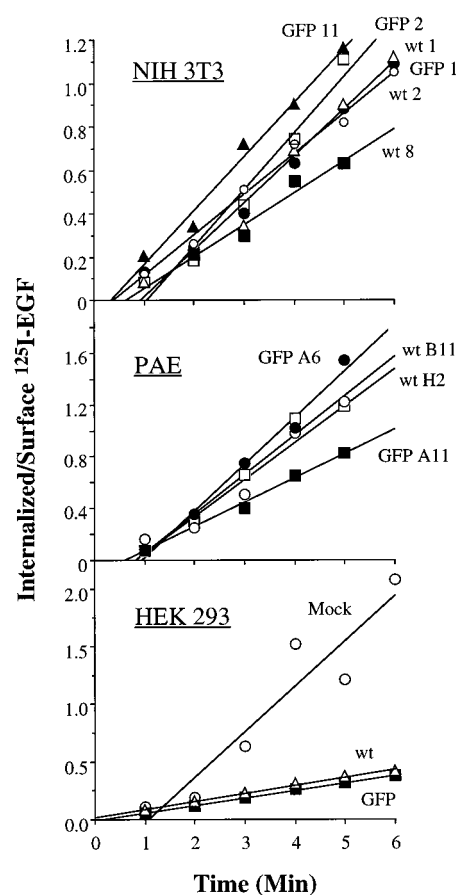 Internalized/Surface ¹²⁵I-EGF
NIH 3T3
GFP 11
GFP 2
wt 1
GFP 1
wt 2
wt 8
1.2
1.0
0.8
0.6
0.4
0.2
0
PAE
GFP A6
wt B11
wt H2
GFP A11
1.6
1.2
0.8
0.4
0
HEK 293
Mock
wt
GFP
2.0
1.5
1.0
0.5
0.0
0 1 2 3 4 5 6
Time (Min)